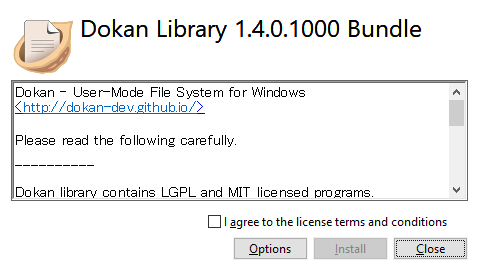 Dokan Library 1.4.0.1000 Bundle
Dokan - User-Mode File System for Windows
<http://dokan-dev.github.io/>
Please read the following carefully.
----------
Dokan library contains LGPL and MIT licensed programs.
I agree to the license terms and conditions
Options
Install
Close